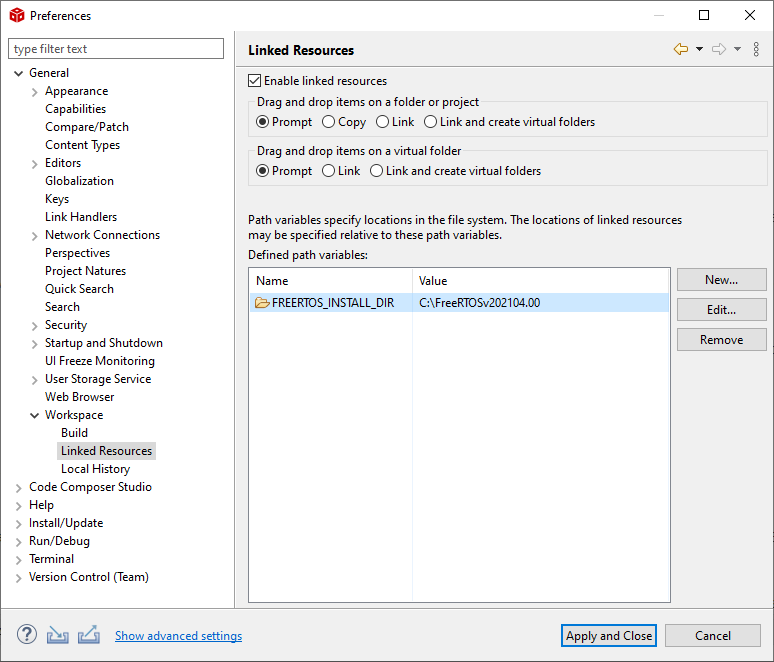 Preferences
type filter text
General
Appearance
Capabilities
Compare/Patch
Content Types
Editors
Globalization
Keys
Link Handlers
Network Connections
Perspectives
Project Natures
Quick Search
Search
Security
Startup and Shutdown
UI Freeze Monitoring
User Storage Service
Web Browser
Workspace
Build
Linked Resources
Local History
Code Composer Studio
Help
Install/Update
Run/Debug
Terminal
Version Control (Team)
Linked Resources
Enable linked resources
Drag and drop items on a folder or project
Prompt Copy Link Link and create virtual folders
Drag and drop items on a virtual folder
Prompt Link Link and create virtual folders
Path variables specify locations in the file system. The locations of linked resources
may be specified relative to these path variables.
Defined path variables:
Name Value
FREERTOS_INSTALL_DIR C:\FreeRTOSv202104.00
New...
Edit...
Remove
? Show advanced settings
Apply and Close Cancel